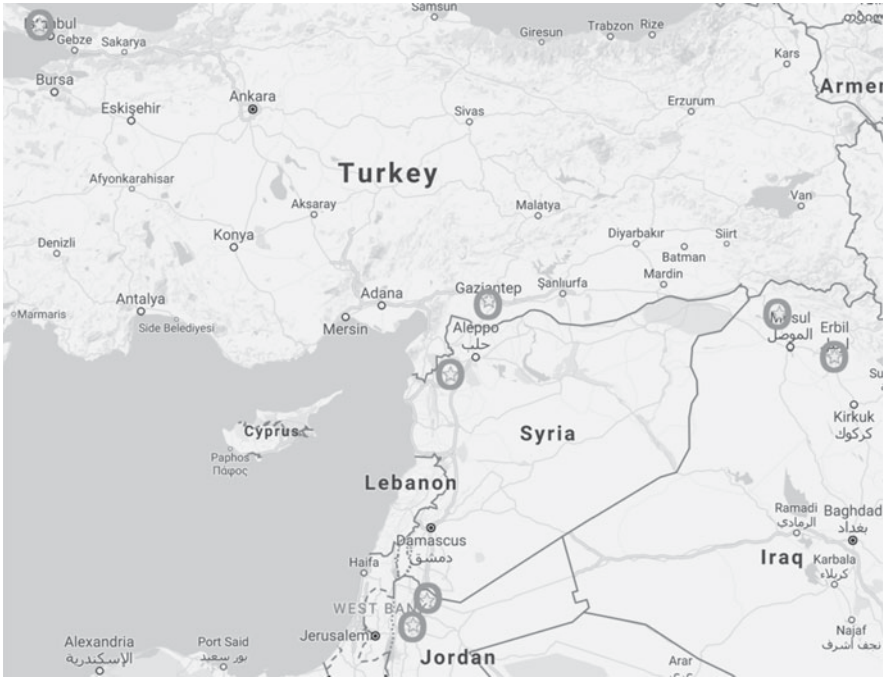 Samsun
Istanbul
Gebze
Sakarya
Giresun
Trabzon
Rize
Kars
Bursa
Ankara
Armer
Eskişehir
Sivas
Erzurum
Turkey
Afyonkarahisar
Aksaray
Malatya
Van
Denizli
Konya
Diyarbakır
Siirt
Batman
Mardin
Gaziantep
Şanlıurfa
Adana
Antalya
Marmaris
Side Belediyesi
Mersin
Aleppo
حلب
Mosul
الموصل
Erbil
Su
Kirkuk
كركوك
Cyprus
Syria
Paphos
Πάφος
Lebanon
Ramadi
الرمادي
Baghdad
بغداد
Damascus
دمشق
Iraq
Karbala
كربلاء
Haifa
WEST BAN
Najaf
نجف أشرف
Jerusalem
Alexandria
الإسكندرية
Port Said
بور سعيد
Jordan
Arar